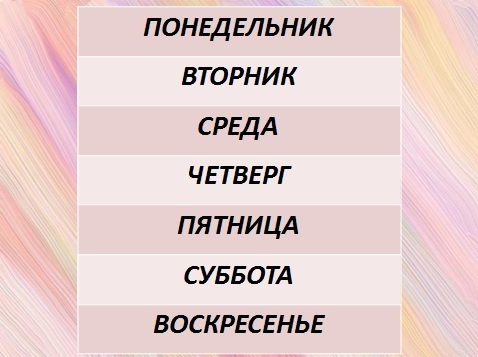 ПОНЕДЕЛЬНИК
ВТОРНИК
СРЕДА
ЧЕТВЕРГ
ПЯТНИЦА
СУББОТА
ВОСКРЕСЕНЬЕ